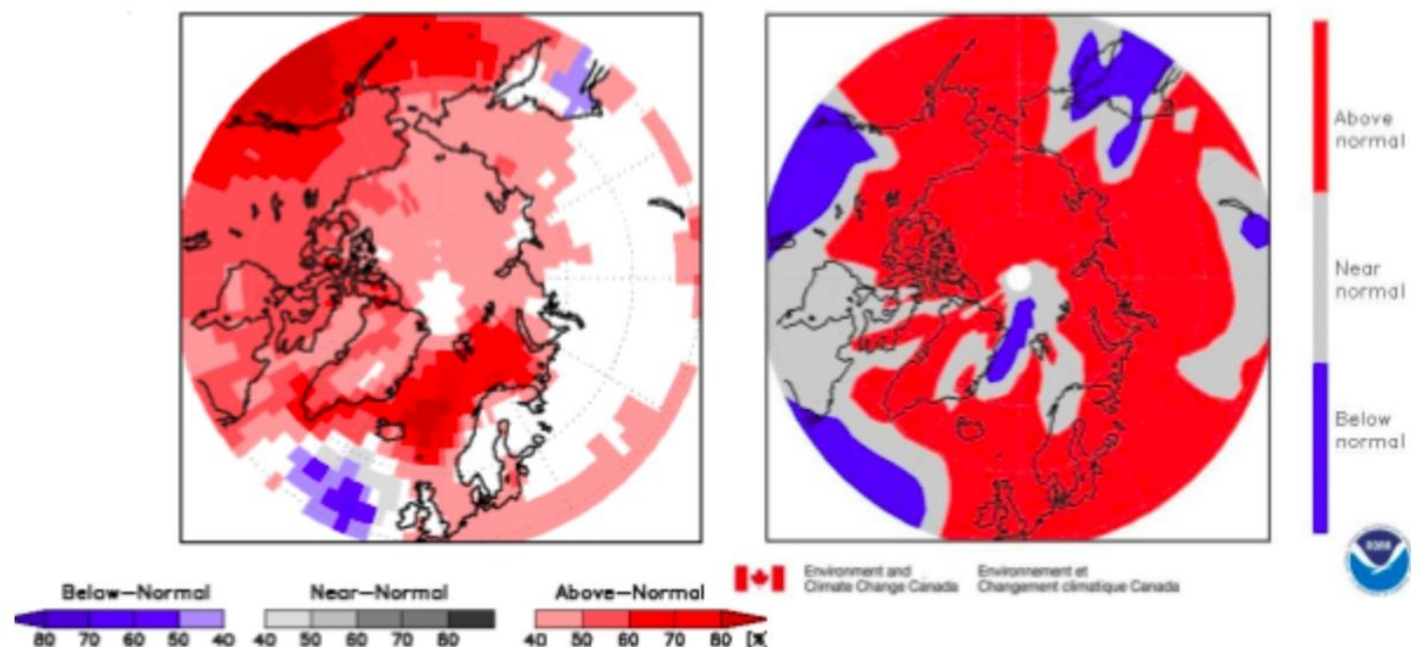 Above
normal
Near
normal
Below
normal
NOAA
Environment and
Climate Change Canada
Environnement et
Changement climatique Canada
Below-Normal
Near-Normal
Above-Normal
80 70 60 50 40
40 50 60 70 80
40 50 60 70 80 [%]